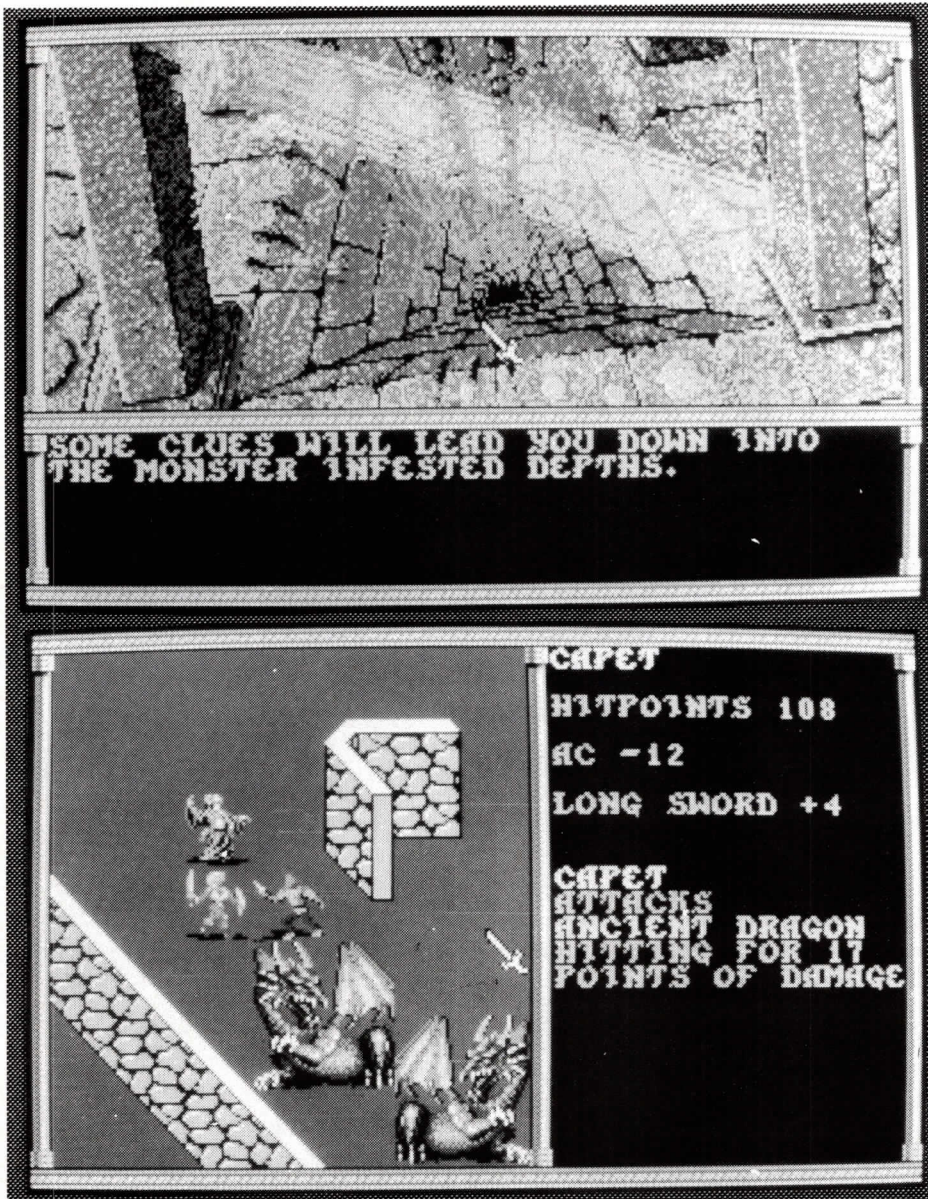 SOME CLUES WILL LEAD YOU DOWN INTO
THE MONSTER INFESTED DEPTHS.
CAPET
HITPOINTS 108
AC -12
LONG SWORD +4
CAPET
ATTACKS
ANCIENT DRAGON
HITTING FOR 17
POINTS OF DAMAGE